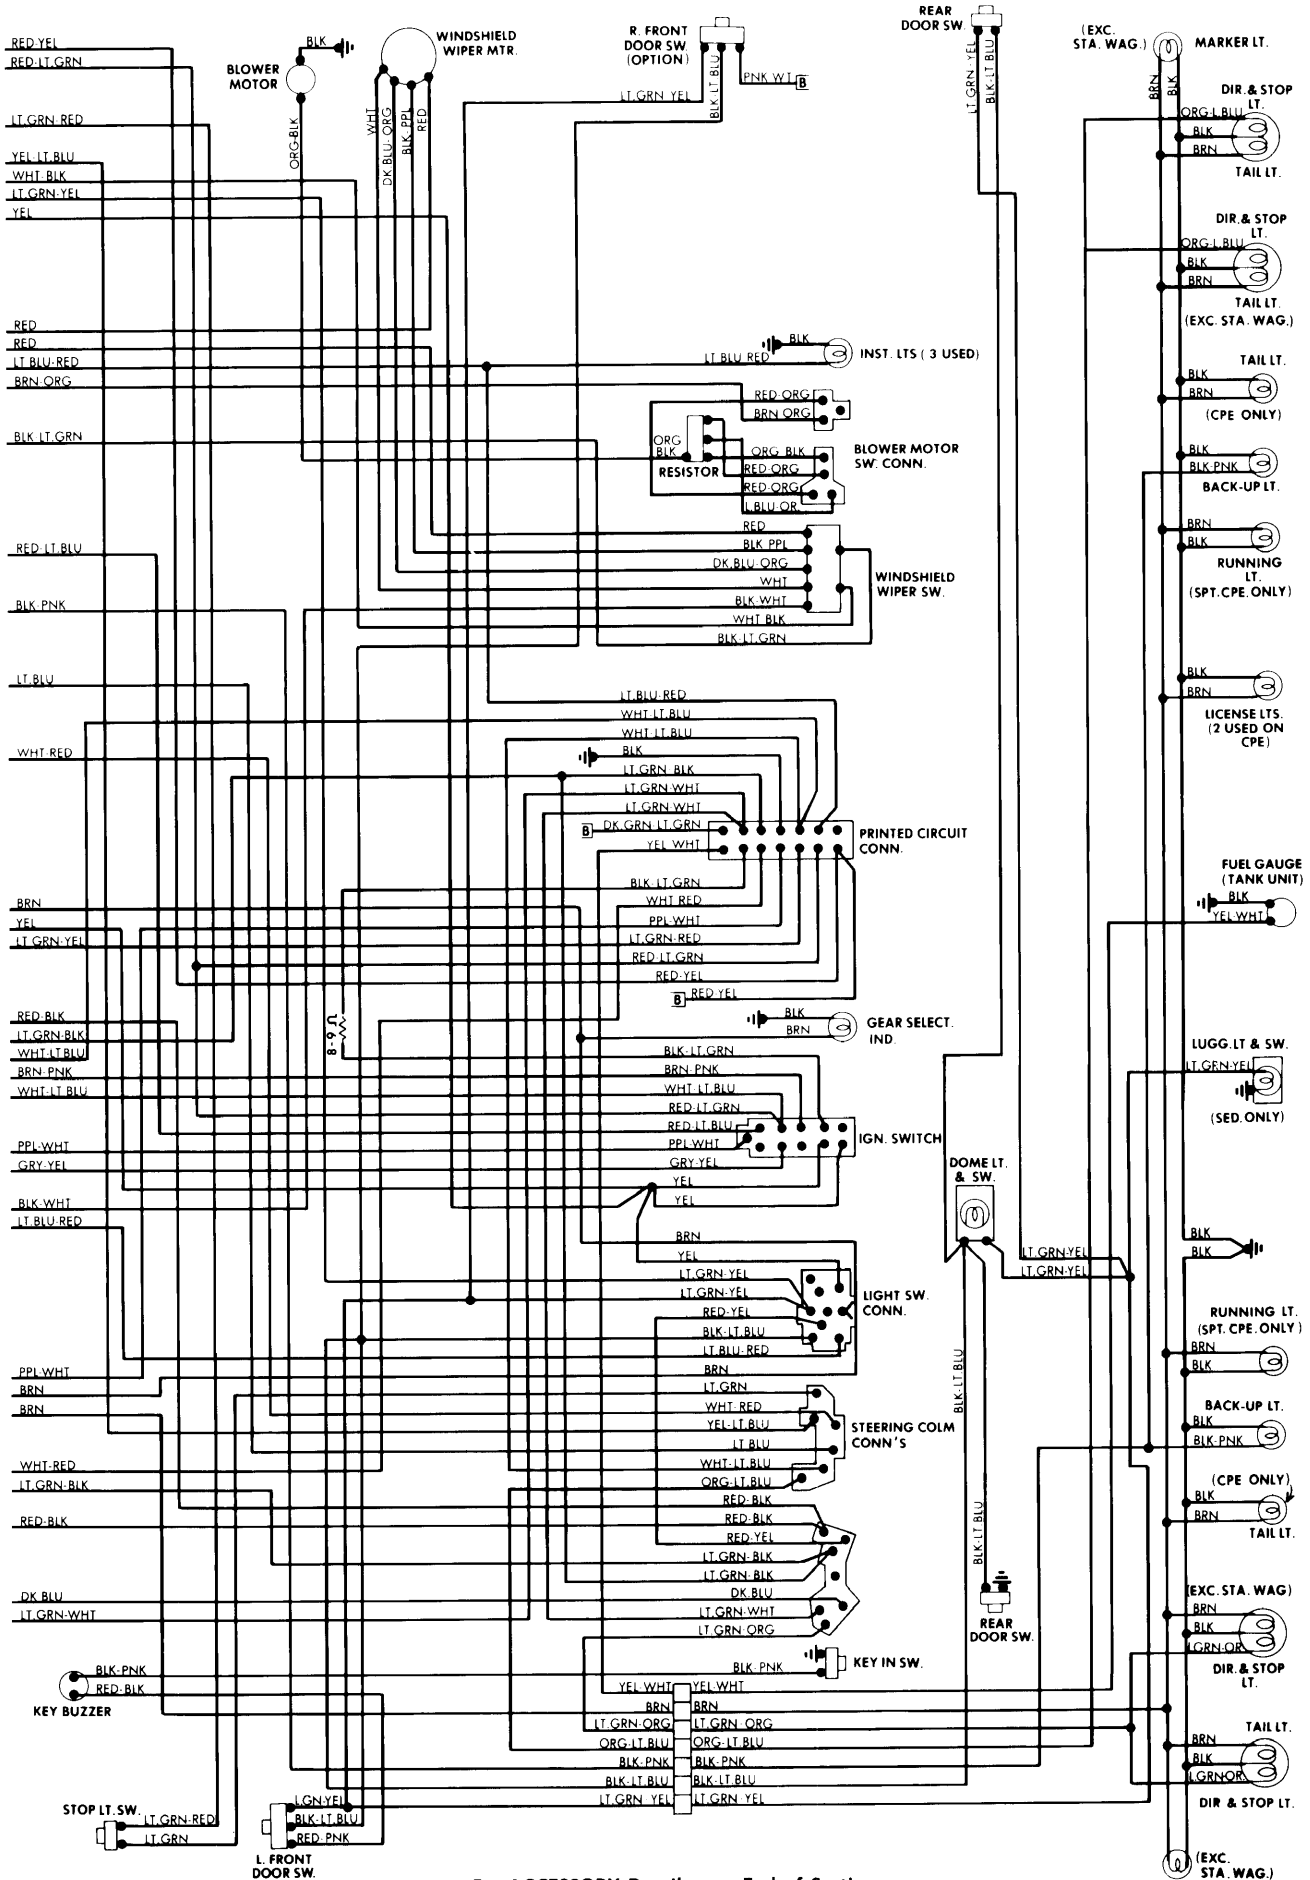 RED-YEL
RED-LT.GRN
LT.GRN-RED
YEL-LT.BLU
WHT-BLK
LT.GRN-YEL
YEL
BLK
BLOWER
MOTOR
ORG-BLK
WINDSHIELD
WIPER MTR.
WHT
DK BLU-ORG
BLK-PPL
RED
R. FRONT
DOOR SW.
(OPTION)
LT.GRN YEL
BLK-LT BLU
PNK WT
B
REAR
DOOR SW.
LT GRN-YEL
BLK-LT BLU
(EXC.
STA. WAG.)
MARKER LT.
BRN
BLK
DIR.& STOP
LT.
ORG-L.BLU
BLK
BRN
TAIL LT.
DIR.& STOP
LT.
ORG-L.BLU
BLK
BRN
TAIL LT.
(EXC. STA. WAG.)
TAIL LT.
BLK
BRN
(CPE ONLY)
BLK
BLK-PNK
BACK-UP LT.
BRN
BLK
RUNNING
LT.
(SPT.CPE.ONLY)
BLK
BRN
LICENSE LTS.
(2 USED ON
CPE)
RED
RED
LT BLU-RED
BRN-ORG
BLK LT.GRN
RED-LT.BLU
BLK-PNK
LT.BLU
WHT-RED
BLK
LT BLU RED
INST. LTS ( 3 USED)
RED-ORG
BRN ORG
ORG
BLK
RESISTOR
ORG BLK
RED-ORG
RED-ORG
L.BLU-OR.
BLOWER MOTOR
SW. CONN.
RED
BLK PPL
DK.BLU-ORG
WHT
BLK-WHT
WHT BLK
BLK-LT.GRN
WINDSHIELD
WIPER SW.
LT.BLU-RED
WHT-LT.BLU
WHT-LT.BLU
BLK
LT.GRN BLK
LT.GRN-WHT
LT.GRN-WHT
B
DK.GRN LT.GRN
YEL WHT
PRINTED CIRCUIT
CONN.
BLK-LT.GRN
WHT RED
PPL-WHT
LT.GRN-RED
RED-LT.GRN
RED-YEL
B
RED YEL
BRN
YEL
LT GRN-YEL
RED-BLK
LT.GRN-BLK
WHT-LT BLU
BRN-PNK
WHT-LT BLU
8-9 Ω
BLK
BRN
GEAR SELECT.
IND.
BLK-LT.GRN
BRN-PNK
WHT-LT.BLU
RED-LT.GRN
RED-LT.BLU
PPL-WHT
GRY-YEL
YEL
YEL
IGN. SWITCH
PPL-WHT
GRY-YEL
BLK-WHT
LT.BLU-RED
FUEL GAUGE
(TANK UNIT)
BLK
YEL-WHT
LUGG.LT & SW.
LT.GRN-YEL
(SED.ONLY)
DOME LT.
& SW.
BLK
BLK
LT.GRN-YEL
LT.GRN-YEL
BRN
YEL
LT.GRN-YEL
LT.GRN-YEL
RED-YEL
BLK-LT.BLU
LT.BLU-RED
BRN
LIGHT SW.
CONN.
PPL-WHT
BRN
BRN
WHT-RED
LT.GRN-BLK
RED-BLK
DK BLU
LT.GRN-WHT
LT.GRN
WHT-RED
YEL-LT.BLU
LT BLU
WHT-LT.BLU
ORG-LT.BLU
STEERING COLM
CONN'S
RED-BLK
RED-BLK
RED-YEL
LT.GRN-BLK
LT.GRN-BLK
DK.BLU
LT.GRN-WHT
LT.GRN-ORG
BLK-LT.BLU
BLK-LT BLU
REAR
DOOR SW.
RUNNING LT.
(SPT.CPE.ONLY)
BRN
BLK
BACK-UP LT.
BLK
BLK-PNK
(CPE ONLY)
BLK
BRN
TAIL LT.
(EXC.STA.WAG)
BRN
BLK
LGRN-OR
DIR.& STOP
LT.
TAIL LT.
BRN
BLK
LGRN-OR
DIR & STOP LT.
(EXC.
STA. WAG.)
KEY BUZZER
BLK-PNK
RED-BLK
BLK-PNK
KEY IN SW.
YEL-WHT
YEL-WHT
BRN
BRN
LT.GRN-ORG
LT.GRN ORG
ORG-LT.BLU
ORG-LT BLU
BLK-PNK
BLK-PNK
BLK-LT.BLU
BLK-LT.BLU
LT.GRN YEL
LT.GRN YEL
STOP LT.SW.
LT.GRN-RED
LT.GRN
L.GN-YEL
BLK-LT.BLU
RED-PNK
L. FRONT
DOOR SW.